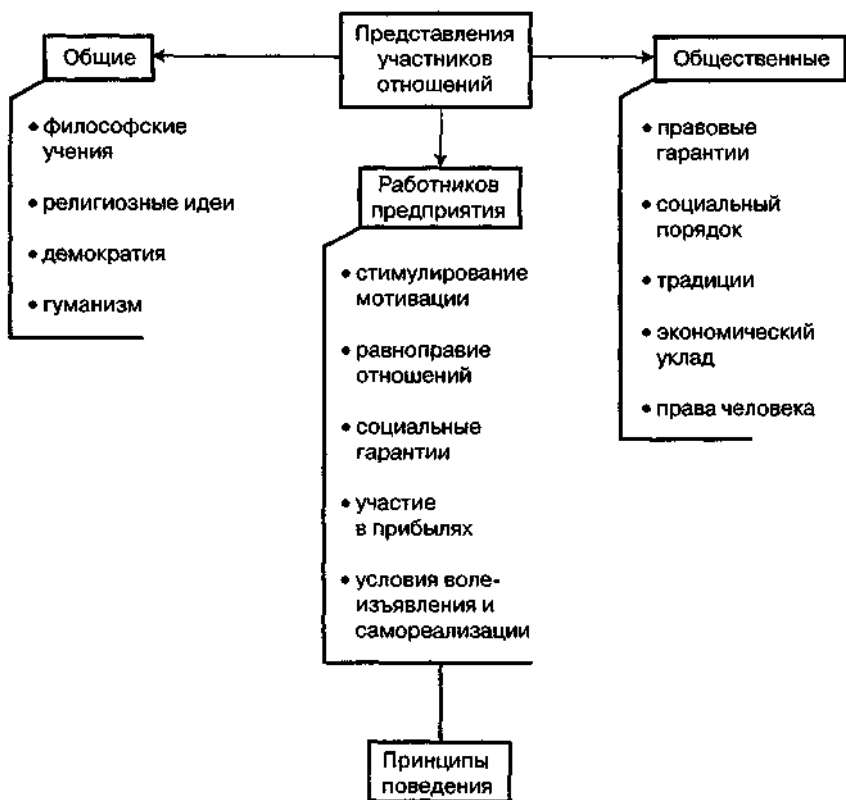 Представления
участников
отношений
Общие
• философские
учения
• религиозные идеи
• демократия
• гуманизм
Работников
предприятия
• стимулирование
мотивации
• равноправие
отношений
• социальные
гарантии
• участие
в прибылях
• условия воле-
изъявления и
самореализации
Общественные
• правовые
гарантии
• социальный
порядок
• традиции
• экономический
уклад
• права человека
Принципы
поведения